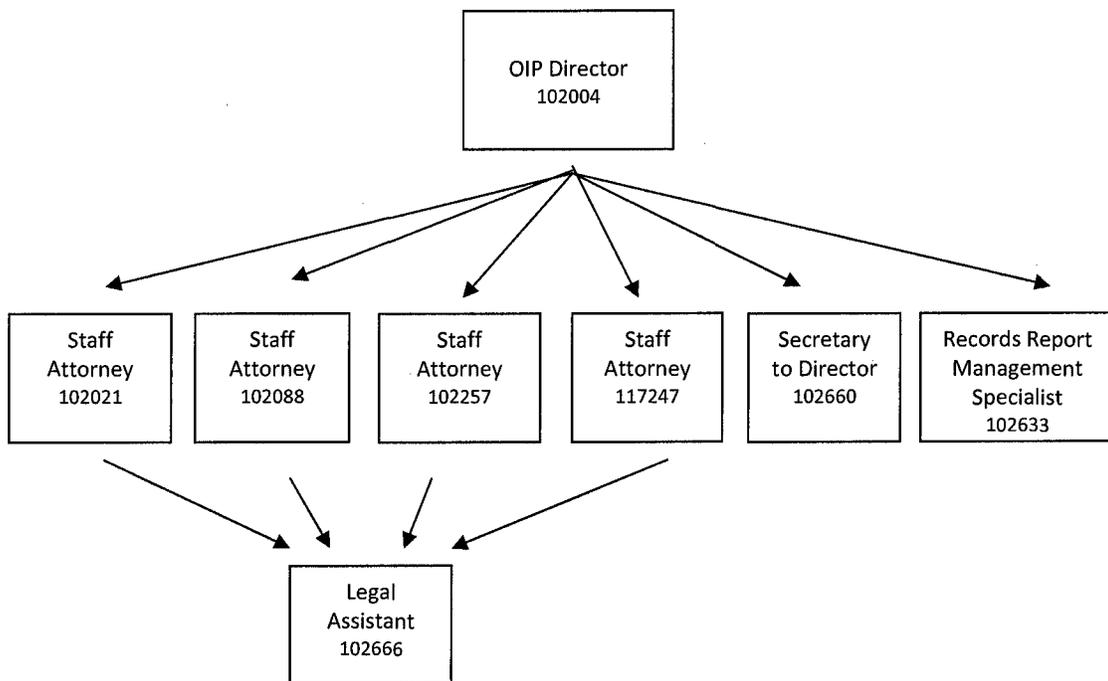 OIP Director
102004
Staff
Attorney
102021
Staff
Attorney
102088
Staff
Attorney
102257
Staff
Attorney
117247
Secretary
to Director
102660
Records Report
Management
Specialist
102633
Legal
Assistant
102666